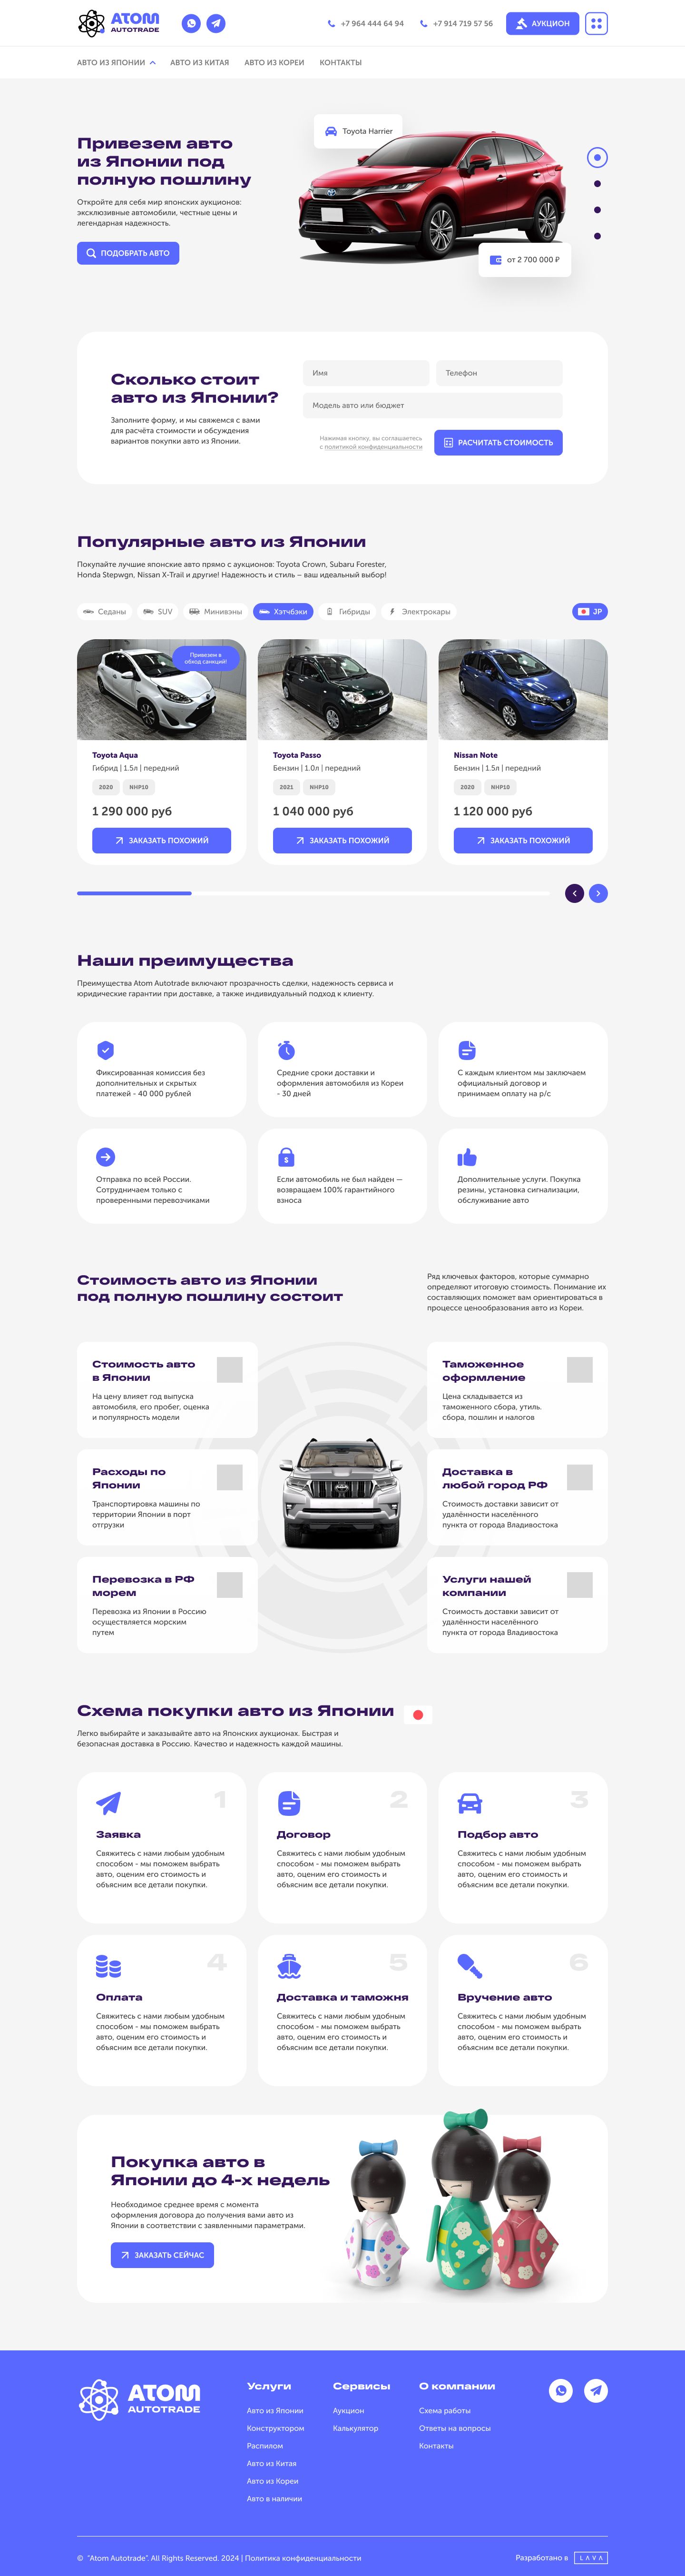 ATOM
AUTOTRADE
+7 964 444 64 94
+7 914 719 57 56
АУКЦИОН
АВТО ИЗ ЯПОНИИ
АВТО ИЗ КИТАЯ
АВТО ИЗ КОРЕИ
КОНТАКТЫ
Привезем авто
из Японии под
полную пошлину
Откройте для себя мир японских аукционов:
эксклюзивные автомобили, честные цены и
легендарная надежность.
ПОДОБРАТЬ АВТО
Toyota Harrier
от 2 700 000 ₽
Сколько стоит
авто из Японии?
Заполните форму, и мы свяжемся с вами
для расчёта стоимости и обсуждения
вариантов покупки авто из Японии.
Имя
Телефон
Модель авто или бюджет
Нажимая кнопку, вы соглашаетесь
с политикой конфиденциальности
РАСЧИТАТЬ СТОИМОСТЬ
Популярные авто из Японии
Покупайте лучшие японские авто прямо с аукционов: Toyota Crown, Subaru Forester,
Honda Stepwgn, Nissan X-Trail и другие! Надежность и стиль – ваш идеальный выбор!
Седаны
SUV
Минивэны
Хэтчбэки
Гибриды
Электрокары
JP
Привезем в
обход санкций!
Toyota Aqua
Гибрид | 1.5л | передний
2020
NHP10
1 290 000 руб
ЗАКАЗАТЬ ПОХОЖИЙ
Toyota Passo
Бензин | 1.0л | передний
2021
NHP10
1 040 000 руб
ЗАКАЗАТЬ ПОХОЖИЙ
Nissan Note
Бензин | 1.5л | передний
2020
NHP10
1 120 000 руб
ЗАКАЗАТЬ ПОХОЖИЙ
Наши преимущества
Преимущества Atom Autotrade включают прозрачность сделки, надежность сервиса и
юридические гарантии при доставке, а также индивидуальный подход к клиенту.
Фиксированная комиссия без
дополнительных и скрытых
платежей - 40 000 рублей
Средние сроки доставки и
оформления автомобиля из Кореи
- 30 дней
С каждым клиентом мы заключаем
официальный договор и
принимаем оплату на р/с
Отправка по всей России.
Сотрудничаем только с
проверенными перевозчиками
Если автомобиль не был найден —
возвращаем 100% гарантийного
взноса
Дополнительные услуги. Покупка
резины, установка сигнализации,
обслуживание авто
Стоимость авто из Японии
под полную пошлину состоит
Ряд ключевых факторов, которые суммарно
определяют итоговую стоимость. Понимание их
составляющих поможет вам ориентироваться в
процессе ценообразования авто из Кореи.
Стоимость авто
в Японии
На цену влияет год выпуска
автомобиля, его пробег, оценка
и популярность модели
Расходы по
Японии
Транспортировка машины по
территории Японии в порт
отгрузки
Перевозка в РФ
морем
Перевозка из Японии в Россию
осуществляется морским
путем
Таможенное
оформление
Цена складывается из
таможенного сбора, утиль.
сбора, пошлин и налогов
Доставка в
любой город РФ
Стоимость доставки зависит от
удалённости населённого
пункта от города Владивостока
Услуги нашей
компании
Стоимость доставки зависит от
удалённости населённого
пункта от города Владивостока
Схема покупки авто из Японии
Легко выбирайте и заказывайте авто на Японских аукционах. Быстрая и
безопасная доставка в Россию. Качество и надежность каждой машины.
1
Заявка
Свяжитесь с нами любым удобным
способом - мы поможем выбрать
авто, оценим его стоимость и
объясним все детали покупки.
2
Договор
Свяжитесь с нами любым удобным
способом - мы поможем выбрать
авто, оценим его стоимость и
объясним все детали покупки.
3
Подбор авто
Свяжитесь с нами любым удобным
способом - мы поможем выбрать
авто, оценим его стоимость и
объясним все детали покупки.
4
Оплата
Свяжитесь с нами любым удобным
способом - мы поможем выбрать
авто, оценим его стоимость и
объясним все детали покупки.
5
Доставка и таможня
Свяжитесь с нами любым удобным
способом - мы поможем выбрать
авто, оценим его стоимость и
объясним все детали покупки.
6
Вручение авто
Свяжитесь с нами любым удобным
способом - мы поможем выбрать
авто, оценим его стоимость и
объясним все детали покупки.
Покупка авто в
Японии до 4-х недель
Необходимое среднее время с момента
оформления договора до получения вами авто из
Японии в соответствии с заявленными параметрами.
ЗАКАЗАТЬ СЕЙЧАС
ATOM
AUTOTRADE
Услуги
Авто из Японии
Конструктором
Распилом
Авто из Китая
Авто из Кореи
Авто в наличии
Сервисы
Аукцион
Калькулятор
О компании
Схема работы
Ответы на вопросы
Контакты
© "Atom Autotrade". All Rights Reserved. 2024 | Политика конфиденциальности
Разработано в
LAVA